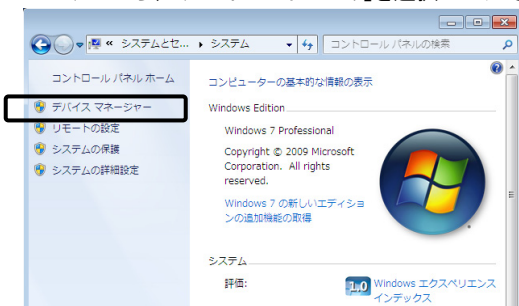 システムとセ... システム コントロール パネルの検索
コントロール パネル ホーム
デバイス マネージャー
リモートの設定
システムの保護
システムの詳細設定
コンピューターの基本的な情報の表示
Windows Edition
Windows 7 Professional
Copyright © 2009 Microsoft
Corporation. All rights
reserved.
Windows 7 の新しいエディショ
ンの追加機能の取得
システム
評価:
1.0 Windows エクスペリエンス
インデックス